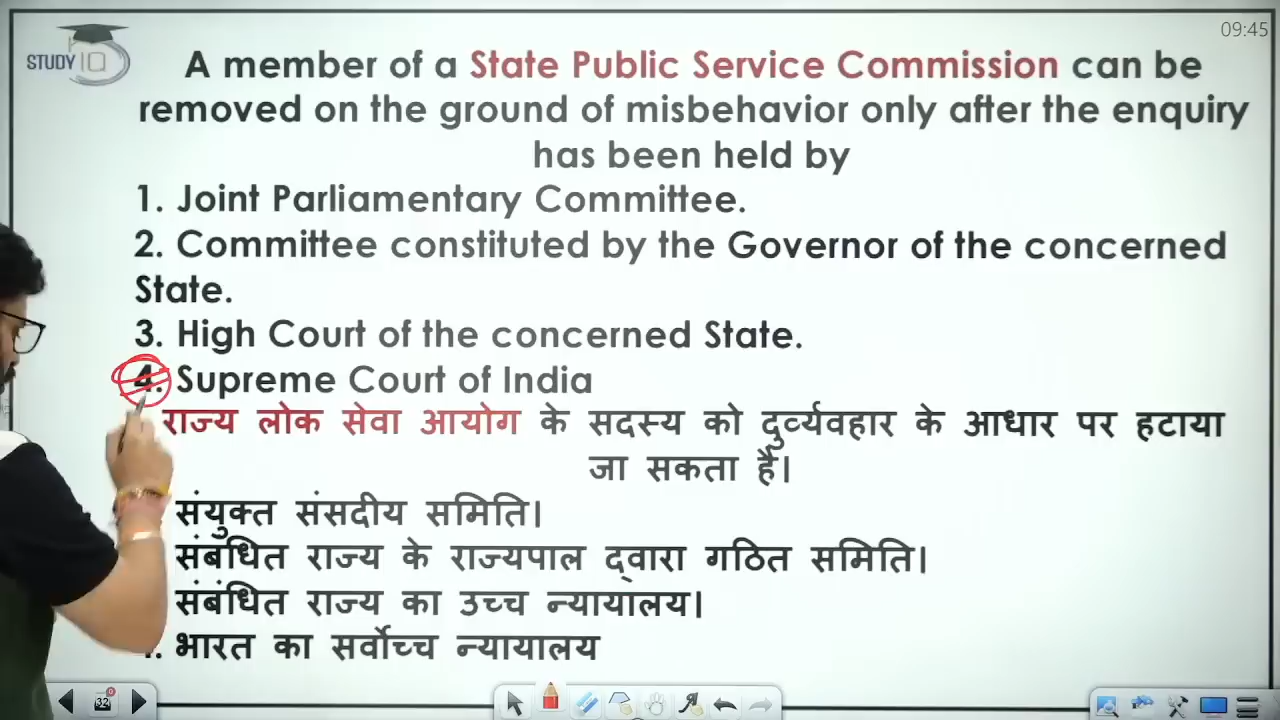 09:45
STUDY IQ
A member of a State Public Service Commission can be
removed on the ground of misbehavior only after the enquiry
has been held by
1. Joint Parliamentary Committee.
2. Committee constituted by the Governor of the concerned
State.
3. High Court of the concerned State.
4. Supreme Court of India
राज्य लोक सेवा आयोग के सदस्य को दुर्व्यवहार के आधार पर हटाया
जा सकता है।
संयुक्त संसदीय समिति।
संबंधित राज्य के राज्यपाल द्वारा गठित समिति।
संबंधित राज्य का उच्च न्यायालय।
भारत का सर्वोच्च न्यायालय
32